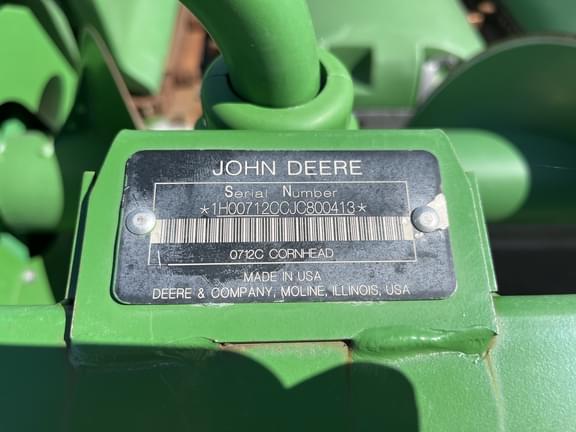 JOHN DEERE
Serial Number
*1H00712CCJC800413*
0712C CORNHEAD
MADE IN USA
DEERE & COMPANY, MOLINE, ILLINOIS, USA